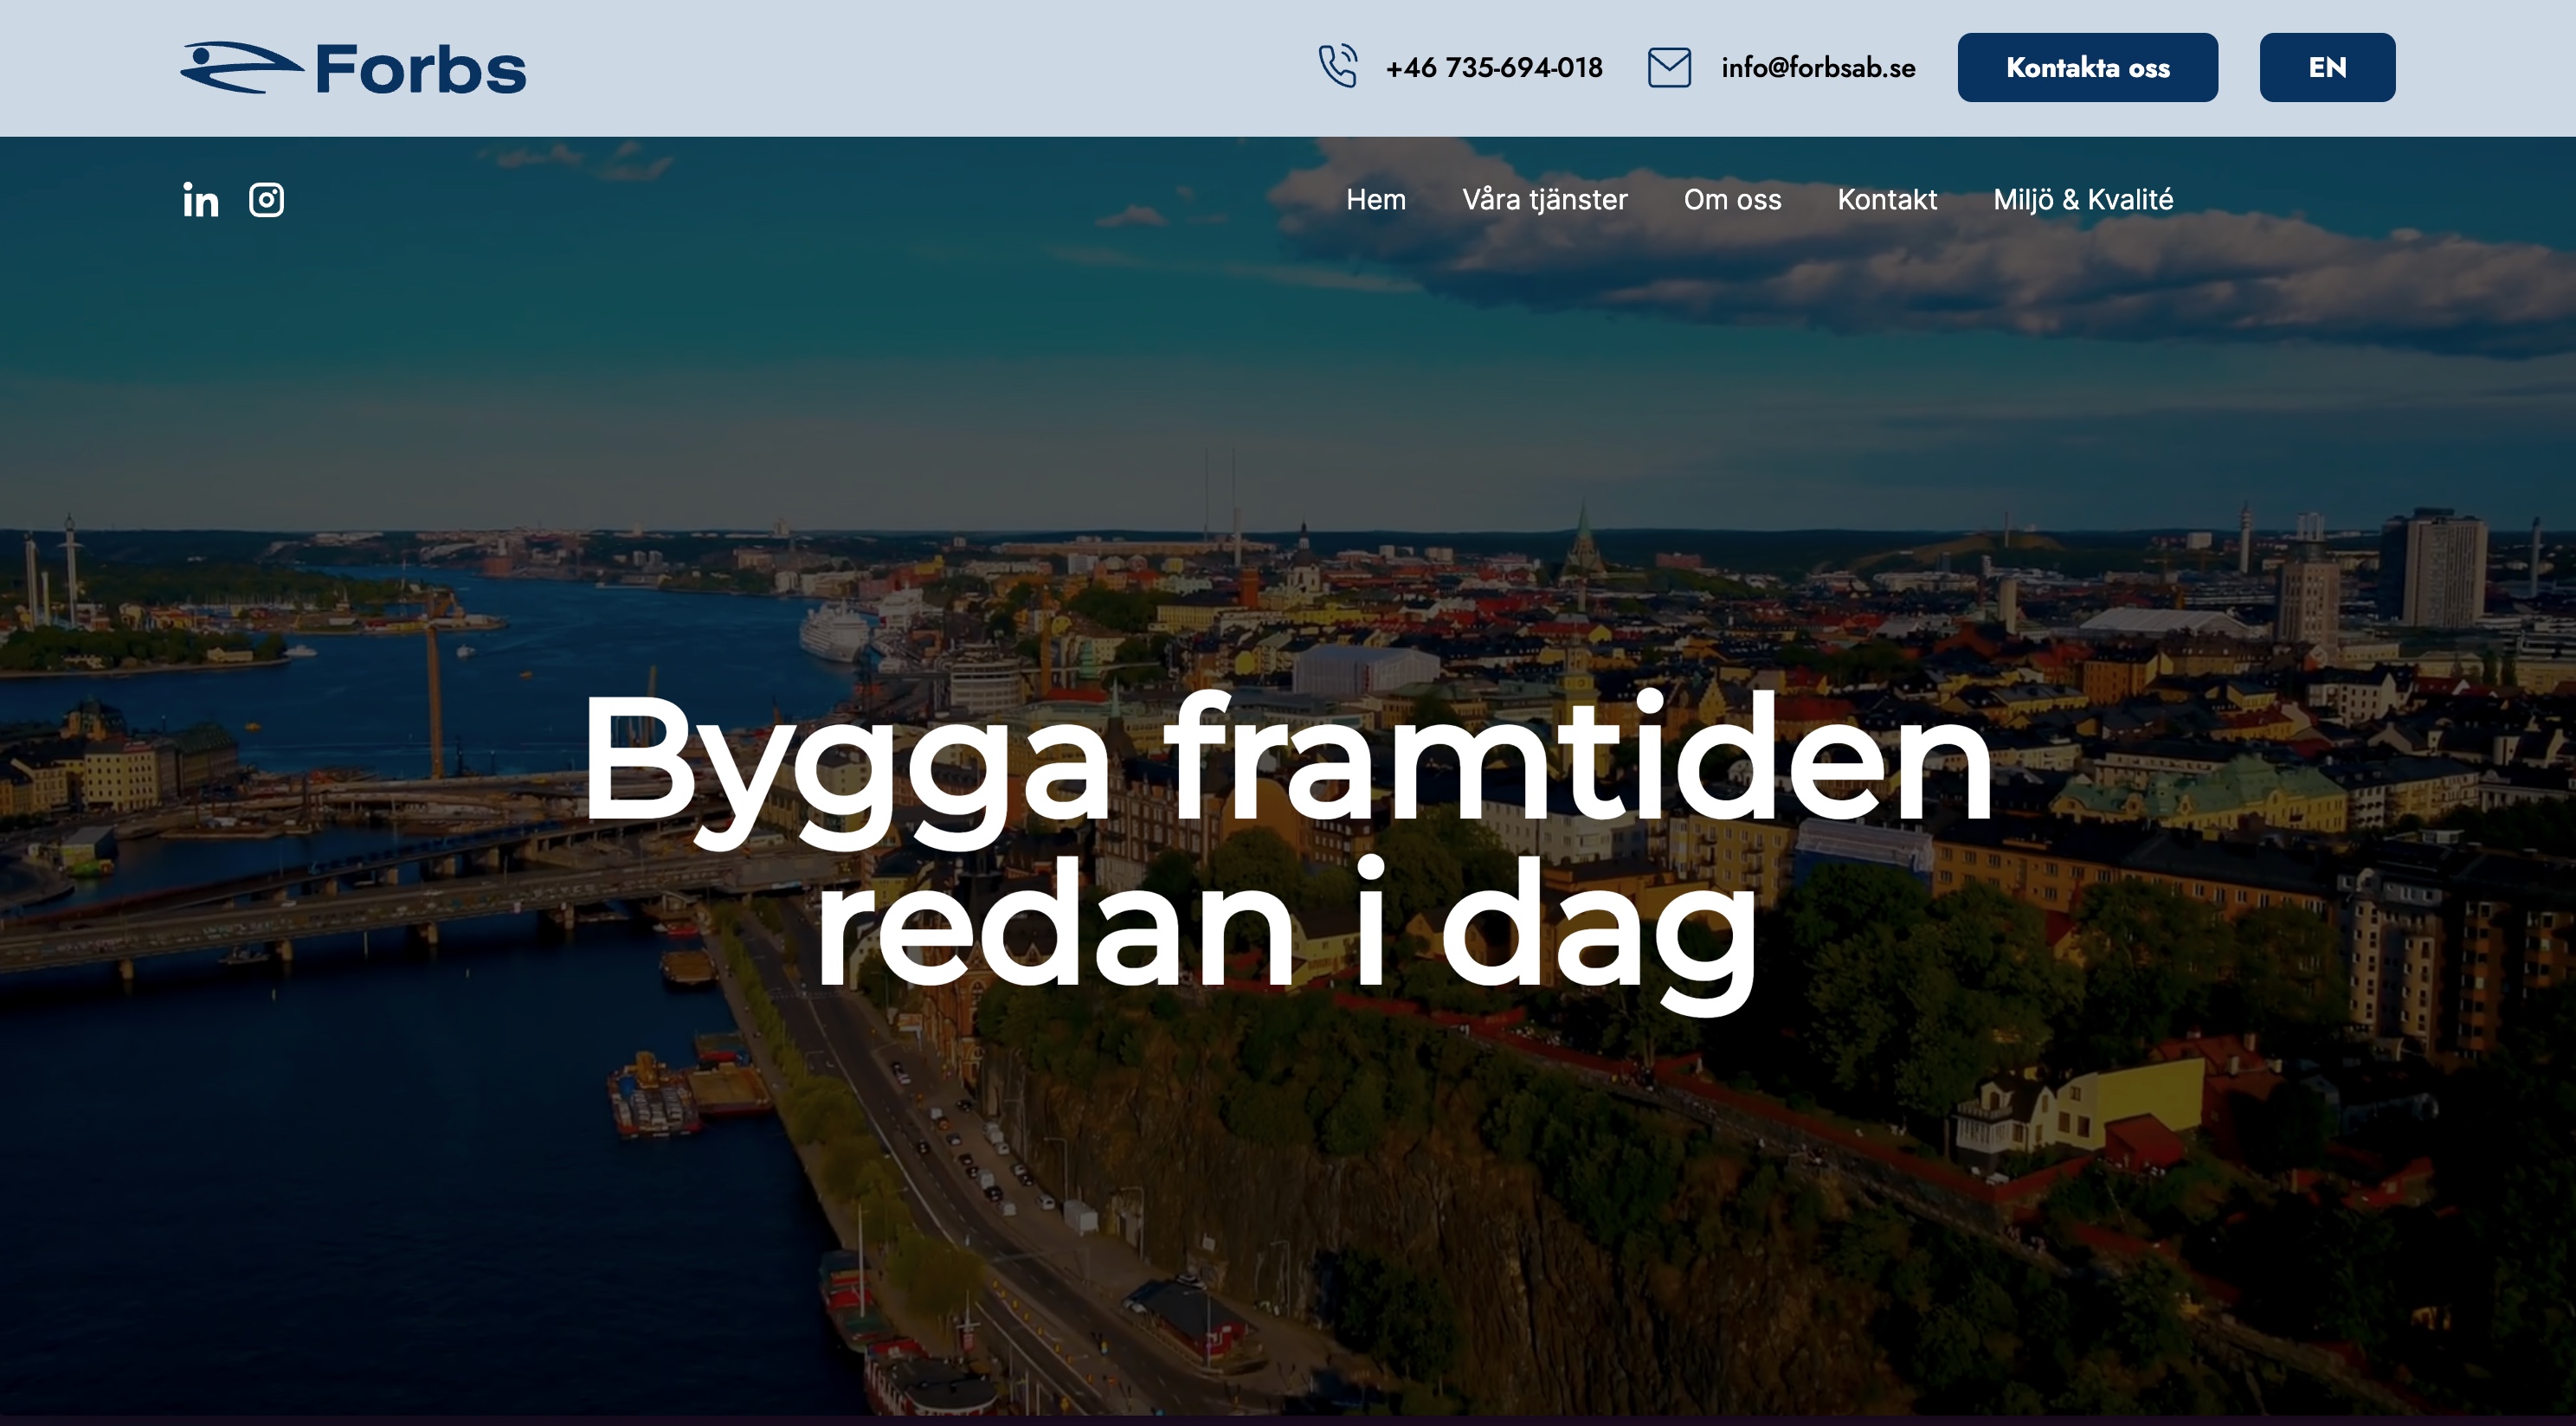 Forbs
+46 735-694-018
info@forbsab.se
Kontakta oss
EN
Hem
Våra tjänster
Om oss
Kontakt
Miljö & Kvalité
Bygga framtiden
redan i dag